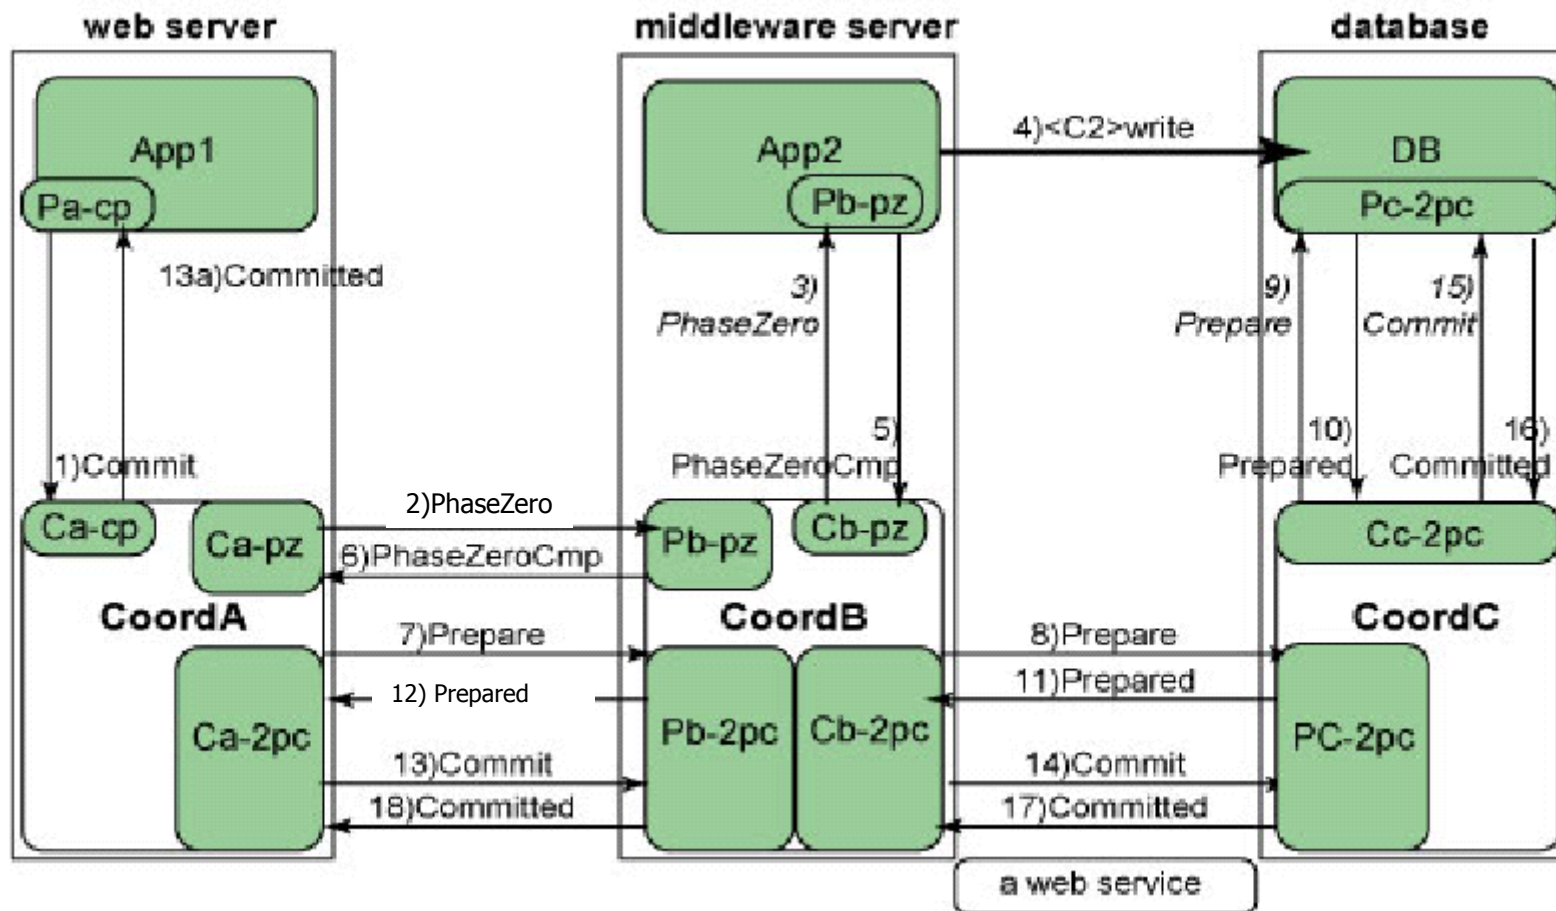 web server
middleware server
database
App1
Pa-cp
13a)Committed
1)Commit
Ca-cp
Ca-pz
CoordA
Ca-2pc
2)PhaseZero
6)PhaseZeroCmp
7)Prepare
12) Prepared
13)Commit
18)Committed
App2
Pb-pz
3)
PhaseZero
5)
PhaseZeroCmp
Pb-pz
Cb-pz
CoordB
Pb-2pc
Cb-2pc
4)<C2>write
8)Prepare
11)Prepared
14)Commit
17)Committed
DB
Pc-2pc
9)
Prepare
15)
Commit
10)
Prepared
16)
Committed
Cc-2pc
CoordC
PC-2pc
a web service